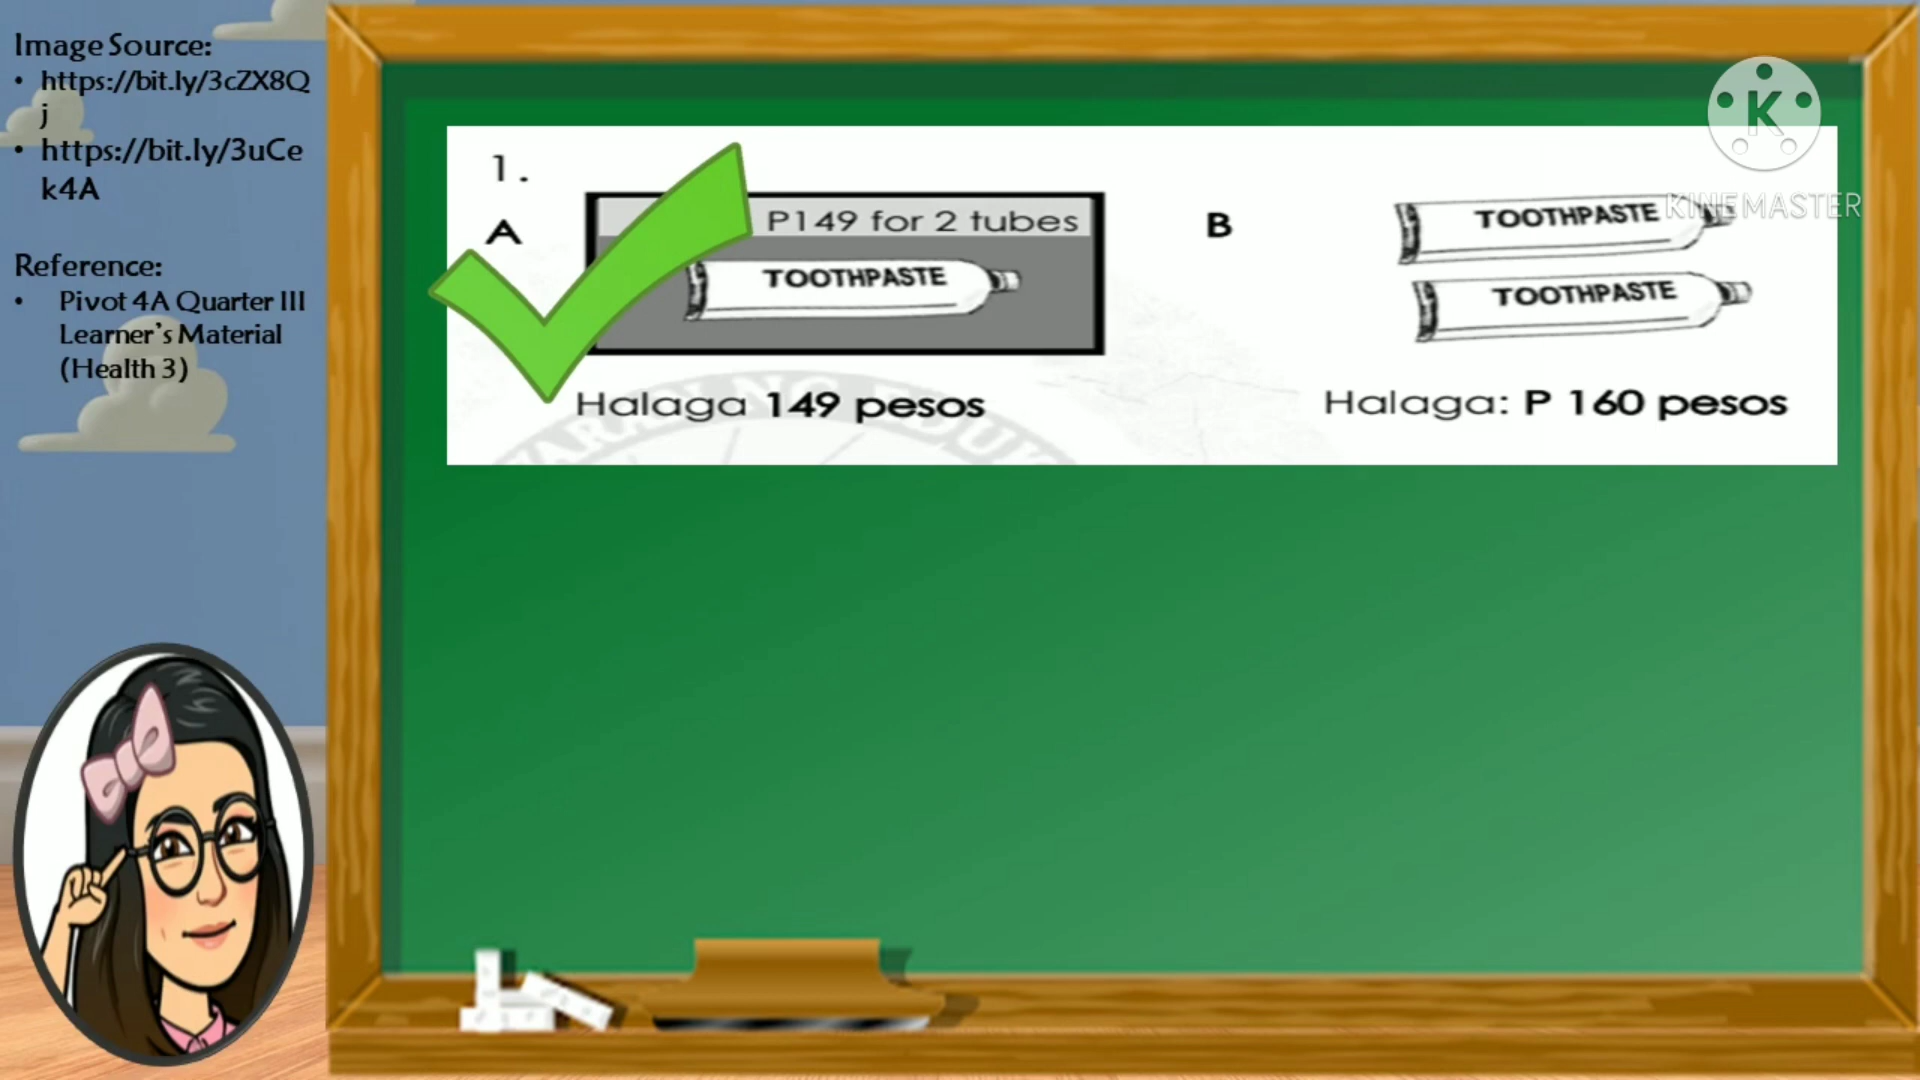 Image Source:
• https://bit.ly/3cZX8Q
j
• https://bit.ly/3uCe
k4A
Reference:
• Pivot 4A Quarter III
Learner's Material
(Health 3)
1.
A
P149 for 2 tubes
TOOTHPASTE
Halaga 149 pesos
B
TOOTHPASTE
TOOTHPASTE
Halaga: P 160 pesos
K
KINEMASTER